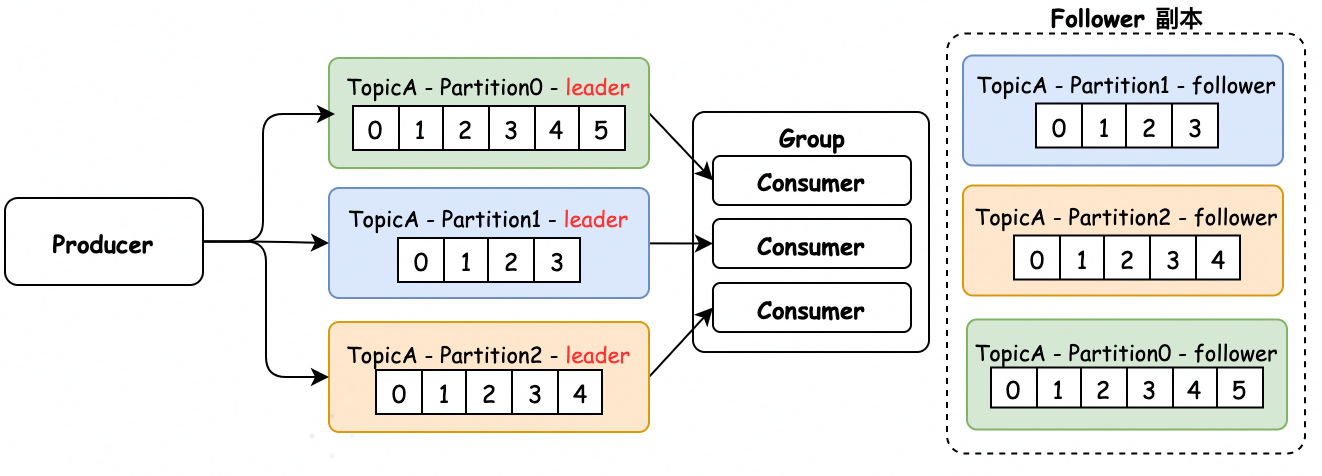 Producer
TopicA - Partition0 - leader
0 1 2 3 4 5
TopicA - Partition1 - leader
0 1 2 3
TopicA - Partition2 - leader
0 1 2 3 4
Group
Consumer
Consumer
Consumer
Follower 副本
TopicA - Partition1 - follower
0 1 2 3
TopicA - Partition2 - follower
0 1 2 3 4
TopicA - Partition0 - follower
0 1 2 3 4 5